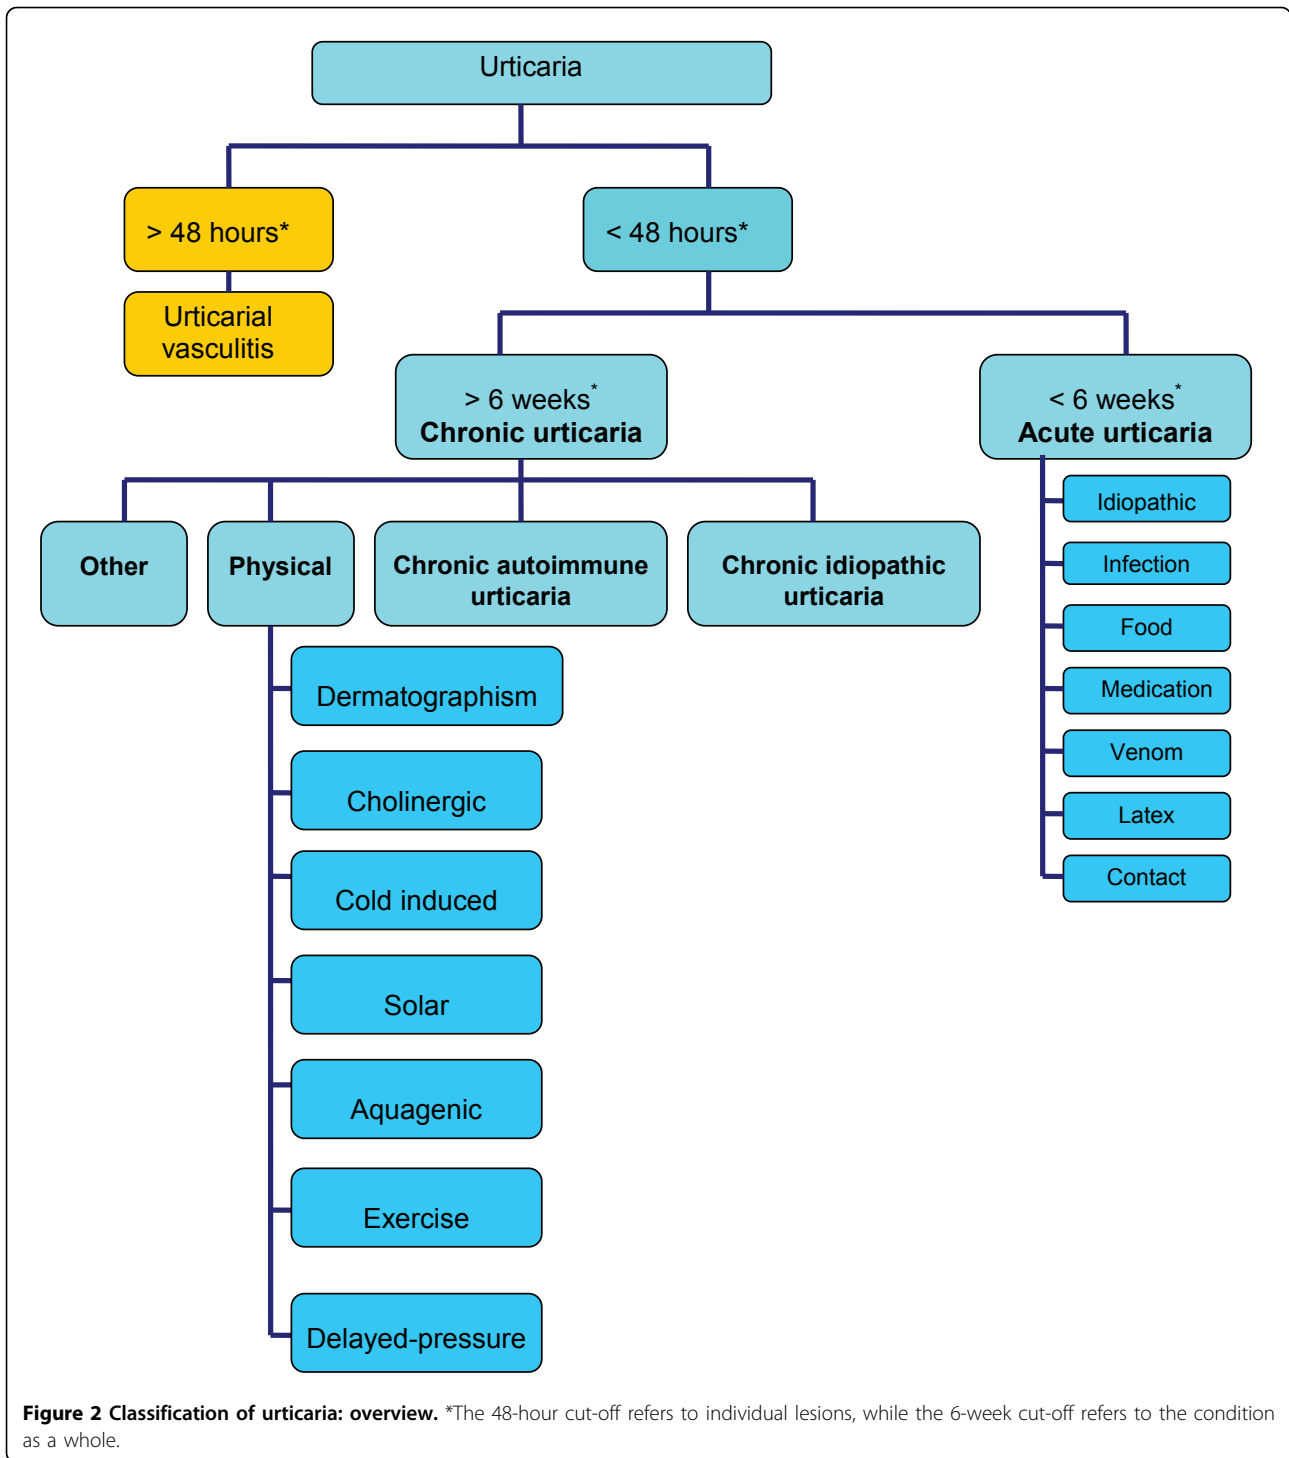 Urticaria
> 48 hours*
< 48 hours*
Urticarial
vasculitis
> 6 weeks*
Chronic urticaria
< 6 weeks*
Acute urticaria
Other
Physical
Chronic autoimmune
urticaria
Chronic idiopathic
urticaria
Dermatographism
Cholinergic
Cold induced
Solar
Aquagenic
Exercise
Delayed-pressure
Idiopathic
Infection
Food
Medication
Venom
Latex
Contact
Figure 2 Classification of urticaria: overview. *The 48-hour cut-off refers to individual lesions, while the 6-week cut-off refers to the condition
as a whole.